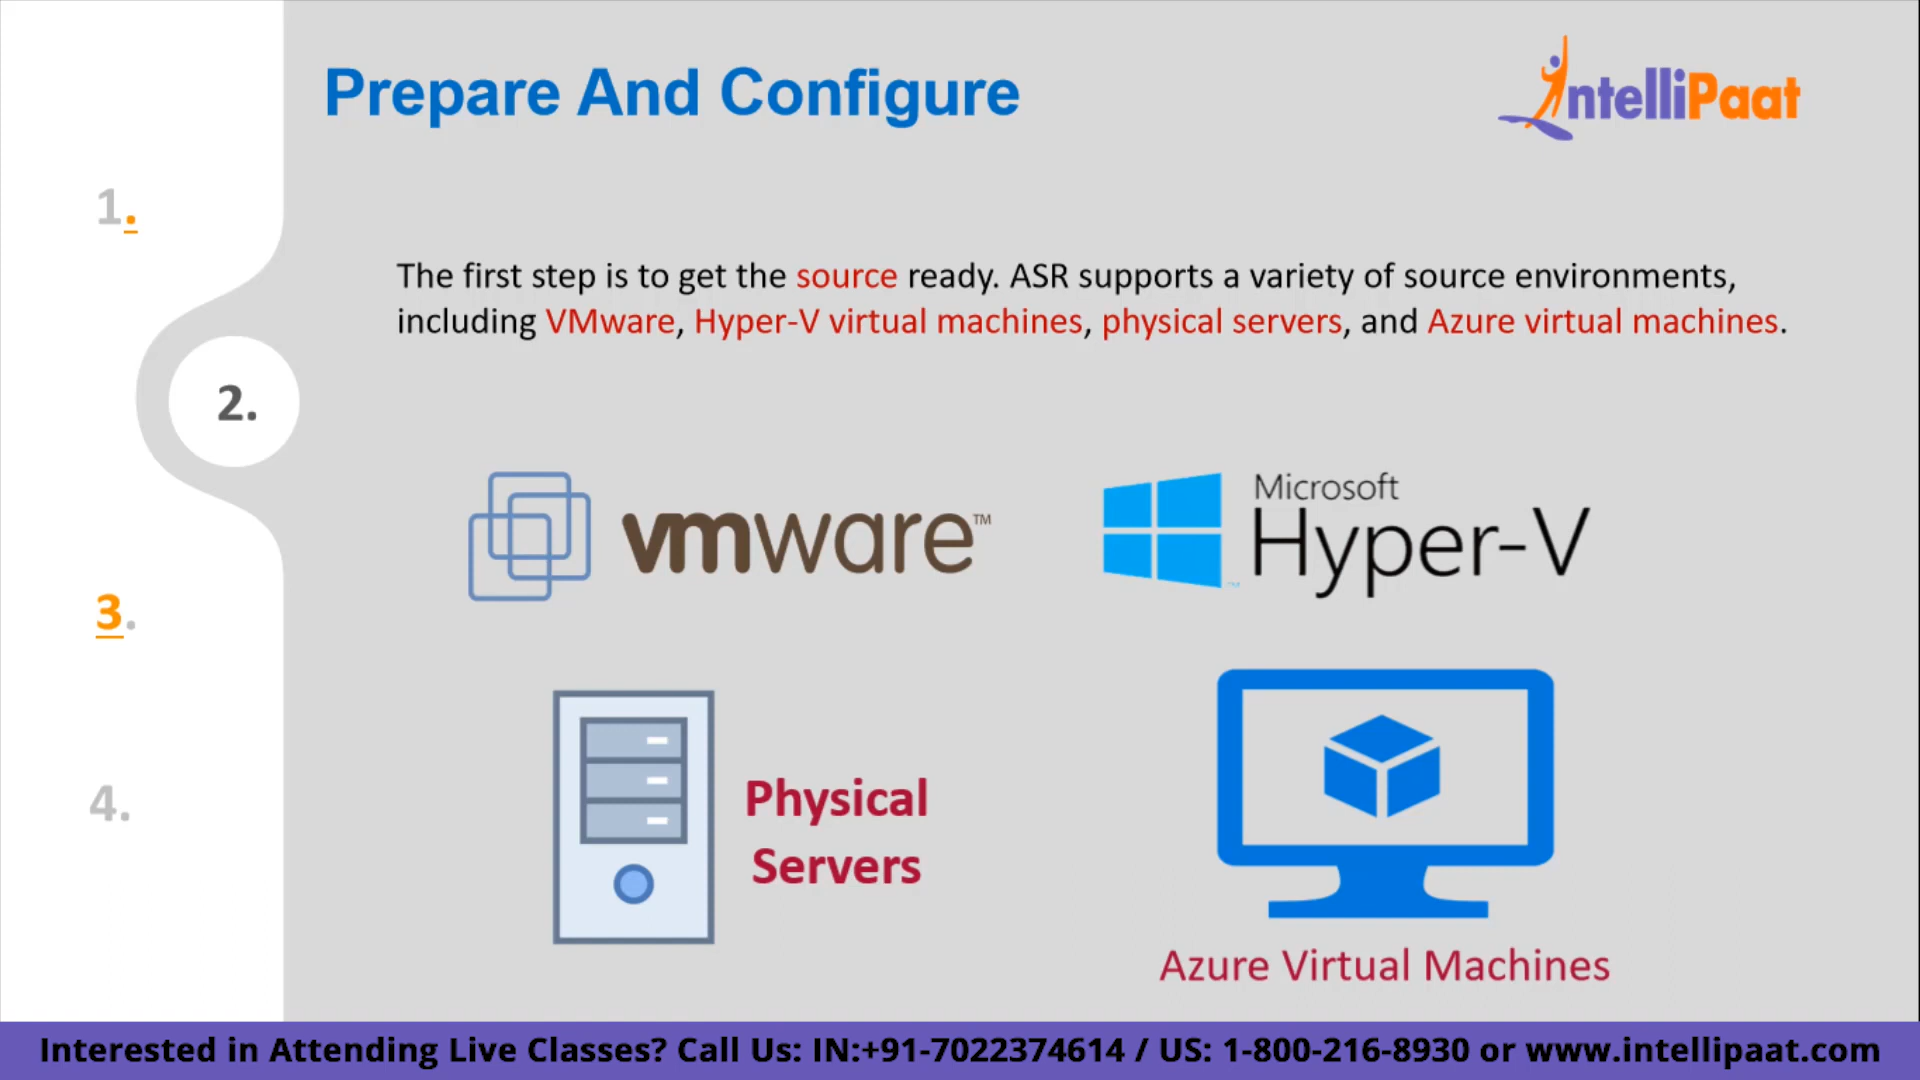 Prepare And Configure
IntelliPaat
1.
The first step is to get the source ready. ASR supports a variety of source environments,
including VMware, Hyper-V virtual machines, physical servers, and Azure virtual machines.
2.
vmware™
Microsoft
Hyper-V
™
3.
Physical
Servers
4.
Azure Virtual Machines
Interested in Attending Live Classes? Call Us: IN:+91-7022374614 / US: 1-800-216-8930 or www.intellipaat.com